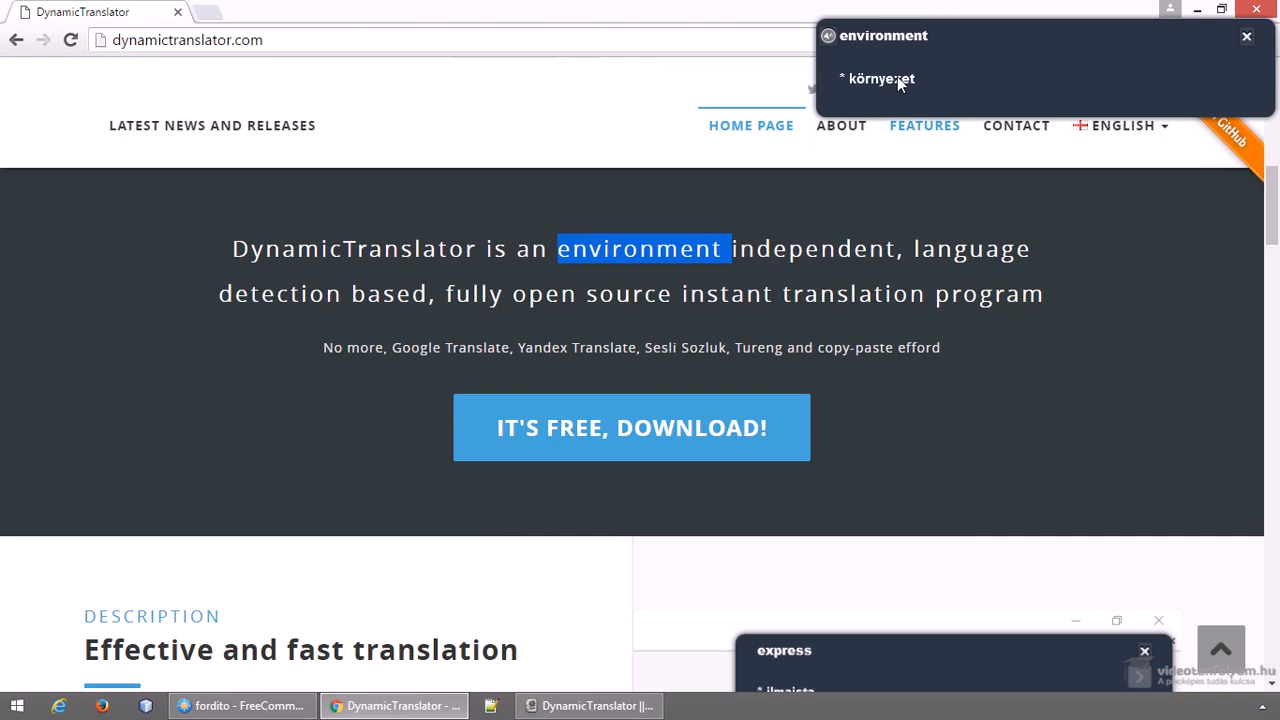 DynamicTranslator
dynamictranslator.com
environment
* környezet
LATEST NEWS AND RELEASES
HOME PAGE
ABOUT
FEATURES
CONTACT
ENGLISH
GitHub
DynamicTranslator is an environment independent, language
detection based, fully open source instant translation program
No more, Google Translate, Yandex Translate, Sesli Sozluk, Tureng and copy-paste efford
IT'S FREE, DOWNLOAD!
DESCRIPTION
Effective and fast translation
express
* ilmaista
videotanfolyam.hu
A párképes tudás kulcsa
fordito - FreeComm...
DynamicTranslator - ...
DynamicTranslator ||...